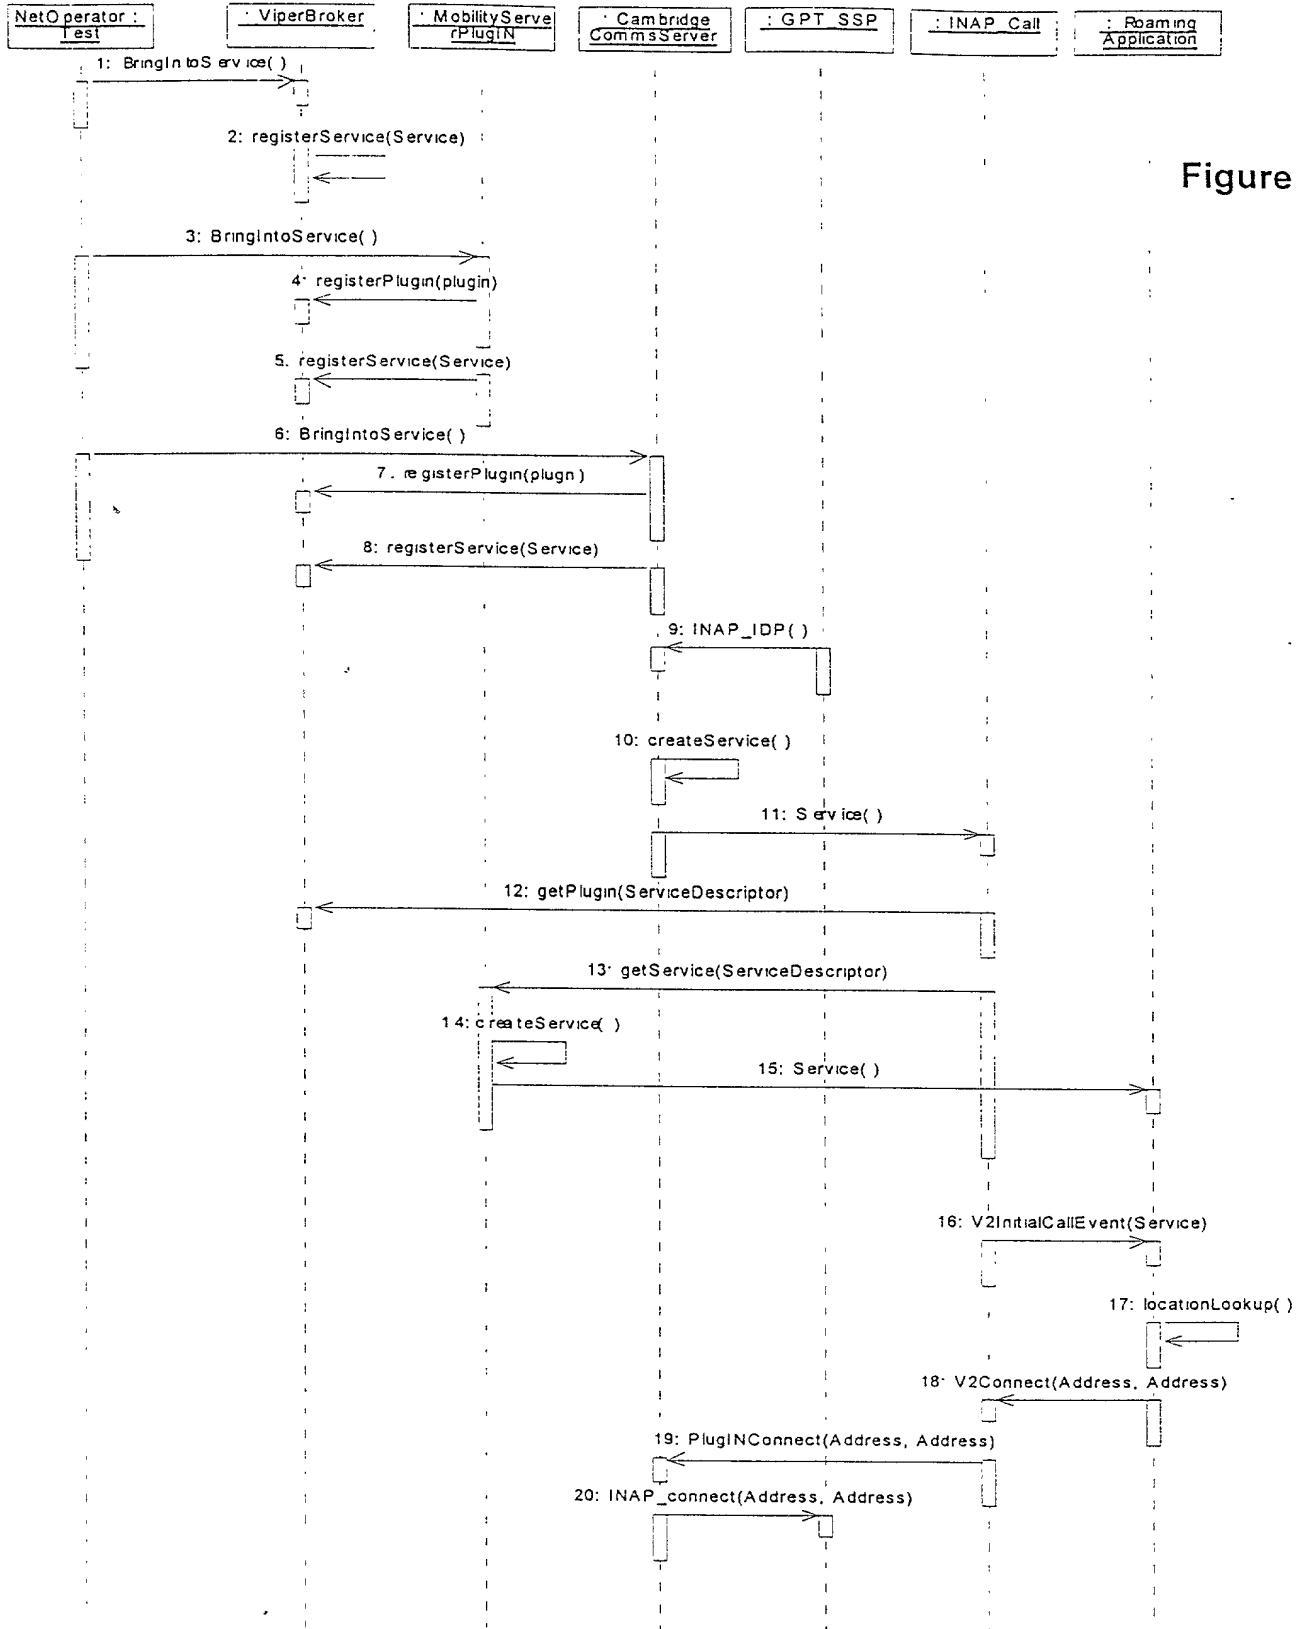 NetOperator :
Test
: ViperBroker
: MobilityServe
rPlugIN
: Cambridge
CommsServer
: GPT_SSP
: INAP_Call
: Roaming
Application
1: BringIntoService( )
2: registerService(Service)
Figure
3: BringIntoService( )
4: registerPlugin(plugin)
5. registerService(Service)
6: BringIntoService( )
7. registerPlugin(plugn)
8: registerService(Service)
9: INAP_IDP( )
10: createService( )
11: Service( )
12: getPlugin(ServiceDescriptor)
13: getService(ServiceDescriptor)
14: createService( )
15: Service( )
16: V2InitialCallEvent(Service)
17: locationLookup( )
18: V2Connect(Address, Address)
19: PlugINConnect(Address, Address)
20: INAP_connect(Address, Address)